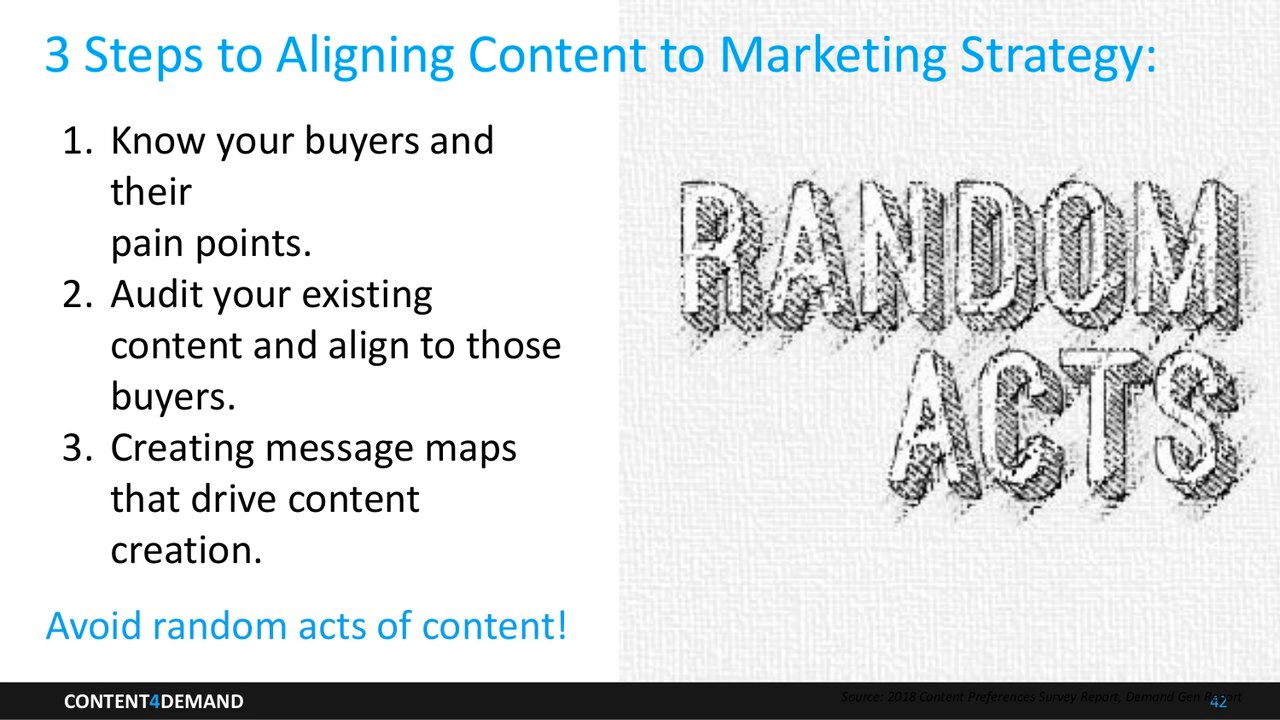 3 Steps to Aligning Content to Marketing Strategy:
1. Know your buyers and
their
pain points.
2. Audit your existing
content and align to those
buyers.
3. Creating message maps
that drive content
creation.
Avoid random acts of content!
RANDOM
ACTS
CONTENT4DEMAND
Source: 2018 Content Preferences Survey Report, Demand Gen Report
42